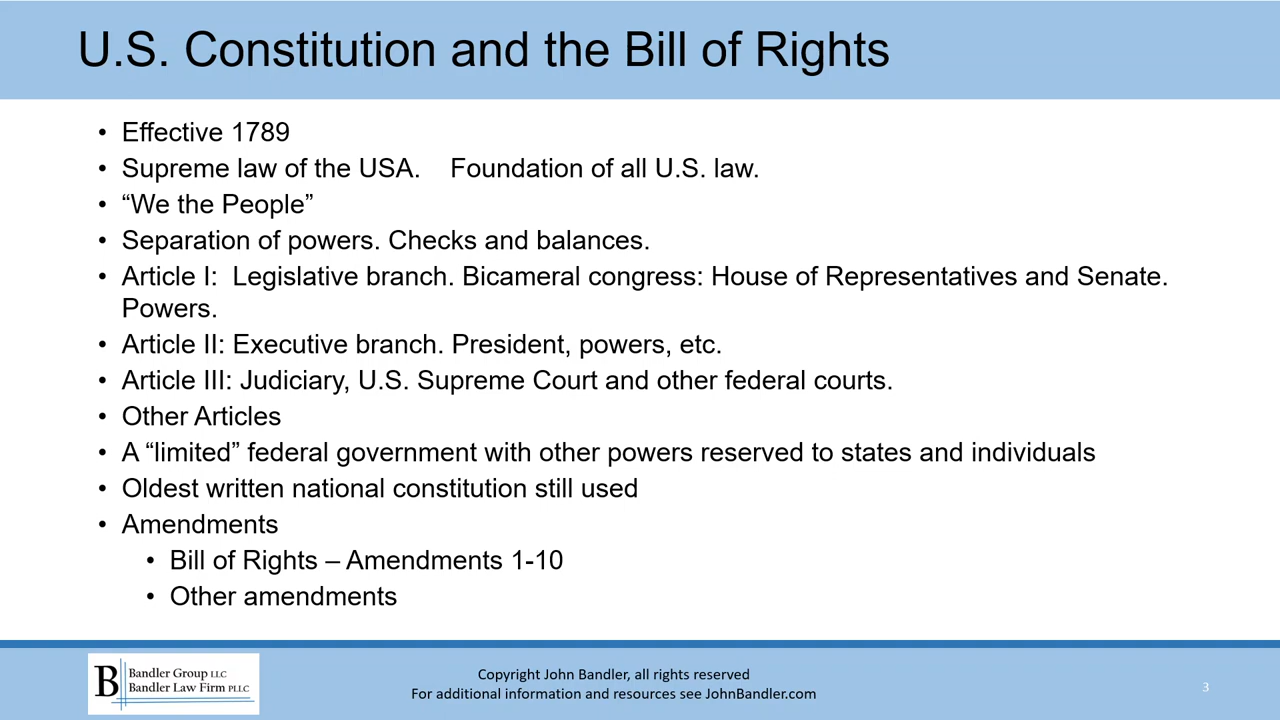 U.S. Constitution and the Bill of Rights
• Effective 1789
• Supreme law of the USA. Foundation of all U.S. law.
• “We the People”
• Separation of powers. Checks and balances.
• Article I: Legislative branch. Bicameral congress: House of Representatives and Senate.
Powers.
• Article II: Executive branch. President, powers, etc.
• Article III: Judiciary, U.S. Supreme Court and other federal courts.
• Other Articles
• A “limited” federal government with other powers reserved to states and individuals
• Oldest written national constitution still used
• Amendments
• Bill of Rights – Amendments 1-10
• Other amendments
B
Bandler Group LLC
Bandler Law Firm PLLC
Copyright John Bandler, all rights reserved
For additional information and resources see JohnBandler.com
3